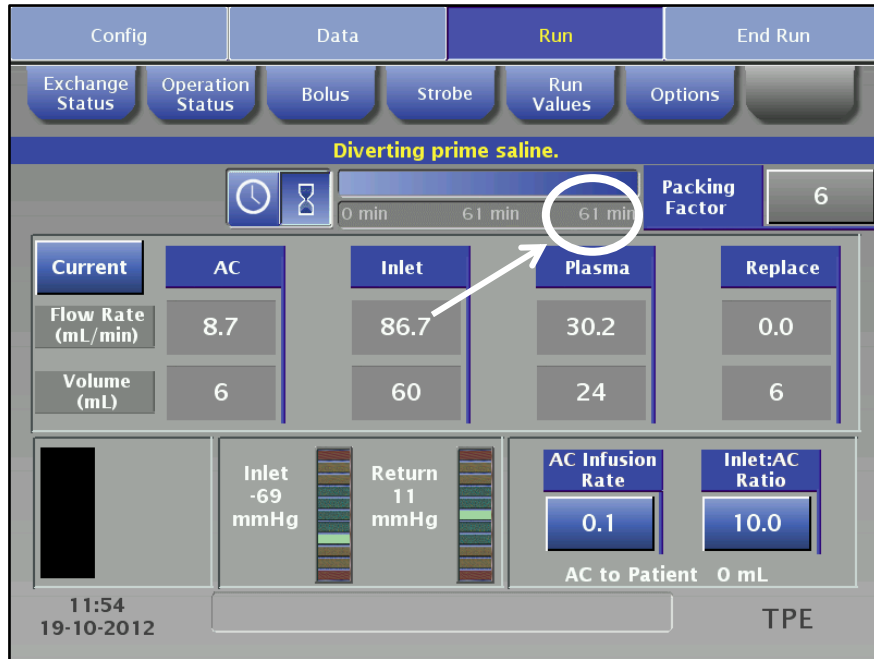 Config Data Run End Run
Exchange Status Operation Status Bolus Strobe Run Values Options
Diverting prime saline.
0 min 61 min 61 min Packing Factor 6
Current AC Inlet Plasma Replace
Flow Rate (mL/min) 8.7 86.7 30.2 0.0
Volume (mL) 6 60 24 6
Inlet -69 mmHg Return 11 mmHg
AC Infusion Rate Inlet:AC Ratio
0.1 10.0
AC to Patient 0 mL
11:54
19-10-2012
TPE